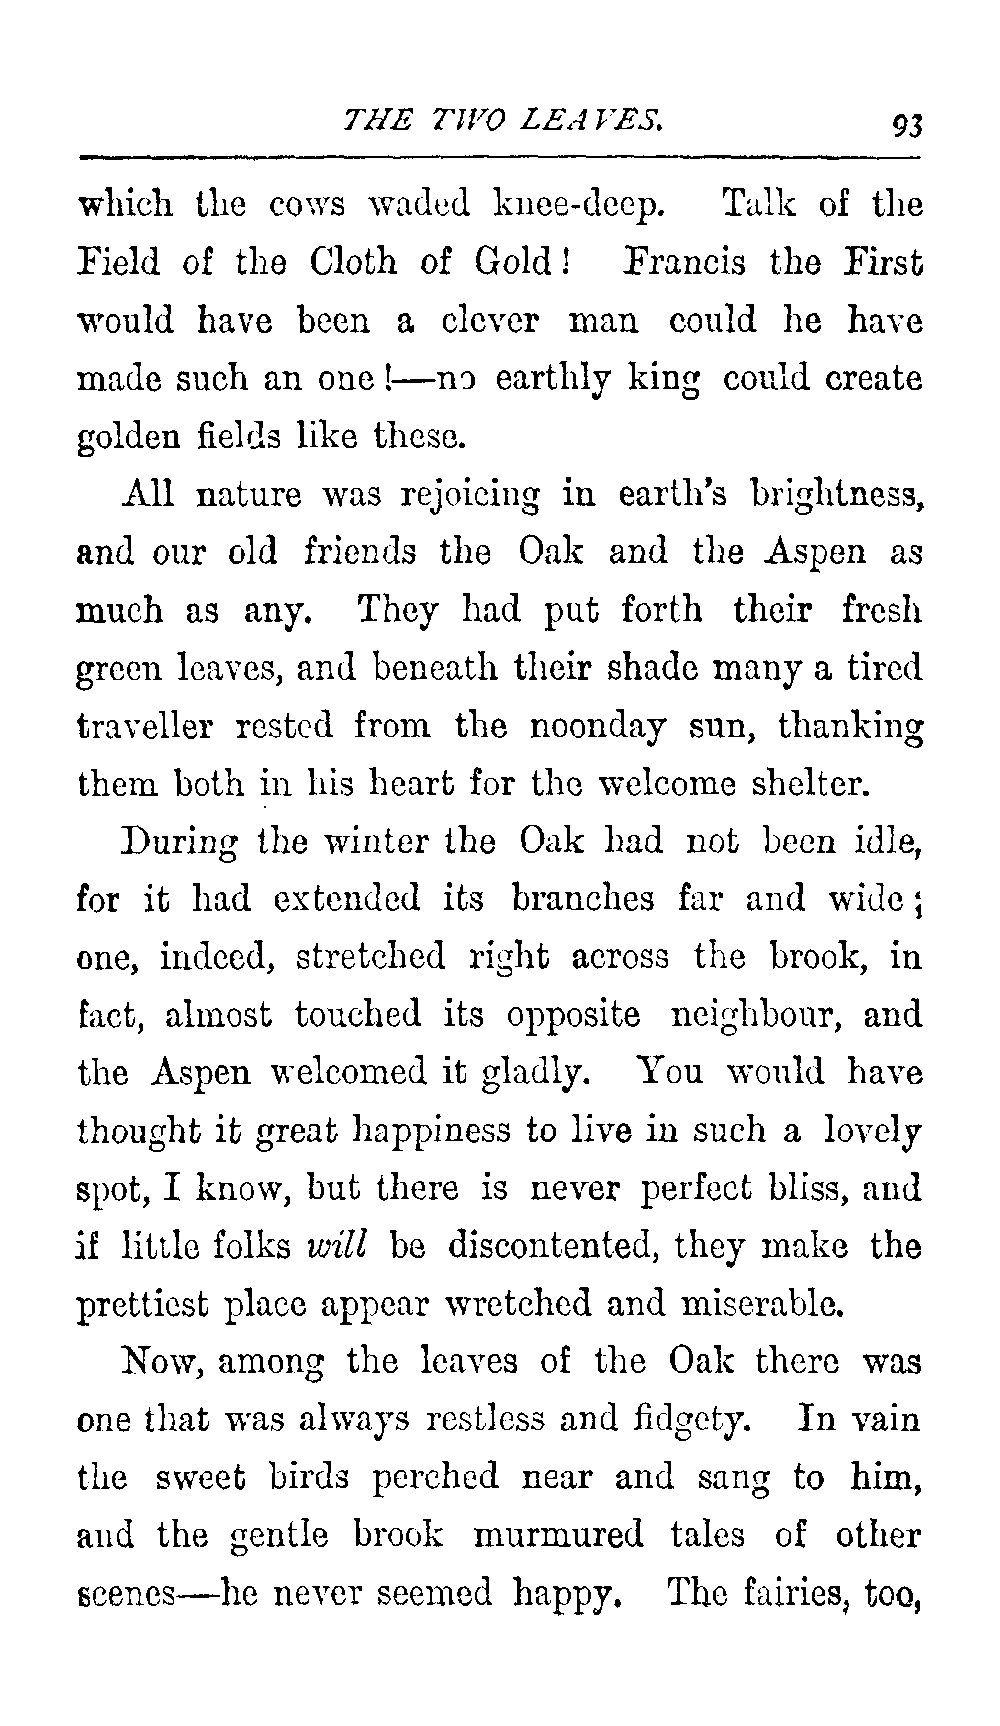 THE TWO LEAVES. 93
which the cows waded knee-deep. Talk of the
Field of the Cloth of Gold! Francis the First
would have been a clever man could he have
made such an one!—no earthly king could create
golden fields like these.
All nature was rejoicing in earth's brightness,
and our old friends the Oak and the Aspen as
much as any. They had put forth their fresh
green leaves, and beneath their shade many a tired
traveller rested from the noonday sun, thanking
them both in his heart for the welcome shelter.
During the winter the Oak had not been idle,
for it had extended its branches far and wide;
one, indeed, stretched right across the brook, in
fact, almost touched its opposite neighbour, and
the Aspen welcomed it gladly. You would have
thought it great happiness to live in such a lovely
spot, I know, but there is never perfect bliss, and
if little folks will be discontented, they make the
prettiest place appear wretched and miserable.
Now, among the leaves of the Oak there was
one that was always restless and fidgety. In vain
the sweet birds perched near and sang to him,
and the gentle brook murmured tales of other
scenes—he never seemed happy. The fairies, too,